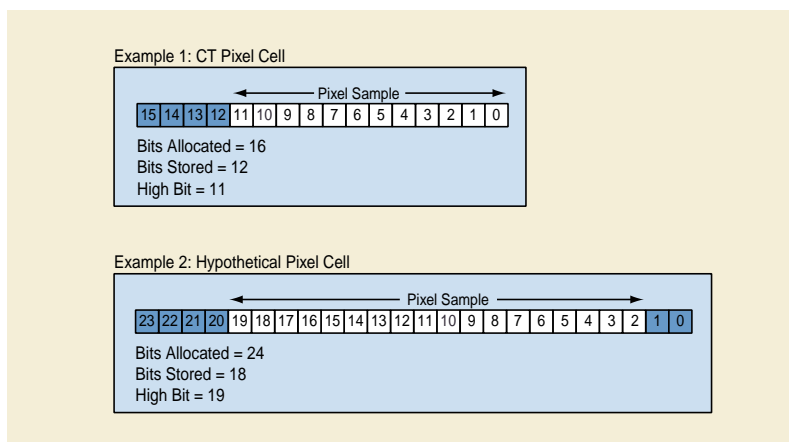 Example 1: CT Pixel Cell
Pixel Sample
15 14 13 12 11 10 9 8 7 6 5 4 3 2 1 0
Bits Allocated = 16
Bits Stored = 12
High Bit = 11
Example 2: Hypothetical Pixel Cell
Pixel Sample
23 22 21 20 19 18 17 16 15 14 13 12 11 10 9 8 7 6 5 4 3 2 1 0
Bits Allocated = 24
Bits Stored = 18
High Bit = 19